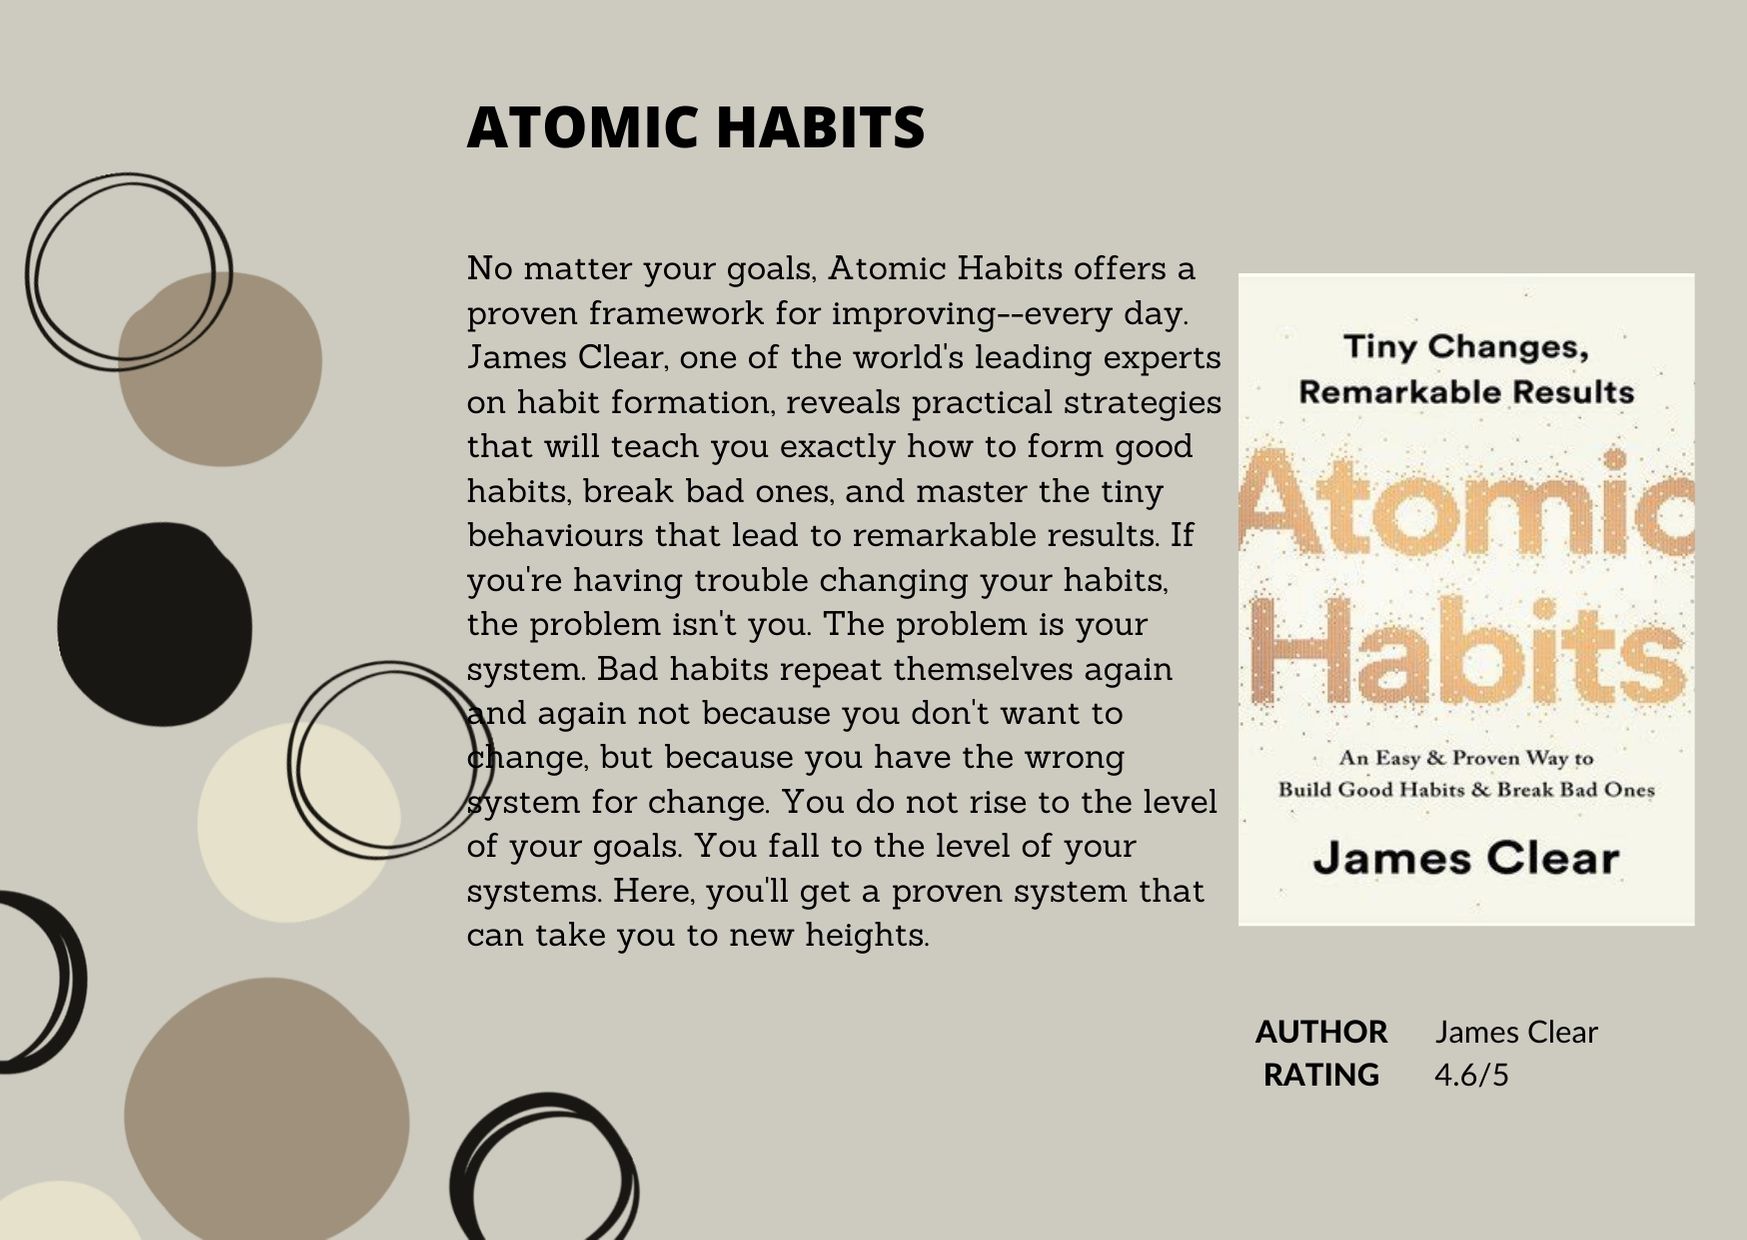 ATOMIC HABITS
No matter your goals, Atomic Habits offers a
proven framework for improving--every day.
James Clear, one of the world's leading experts
on habit formation, reveals practical strategies
that will teach you exactly how to form good
habits, break bad ones, and master the tiny
behaviours that lead to remarkable results. If
you're having trouble changing your habits,
the problem isn't you. The problem is your
system. Bad habits repeat themselves again
and again not because you don't want to
change, but because you have the wrong
system for change. You do not rise to the level
of your goals. You fall to the level of your
systems. Here, you'll get a proven system that
can take you to new heights.
Tiny Changes,
Remarkable Results
Atomic
Habits
An Easy & Proven Way to
Build Good Habits & Break Bad Ones
James Clear
AUTHOR James Clear
RATING 4.6/5